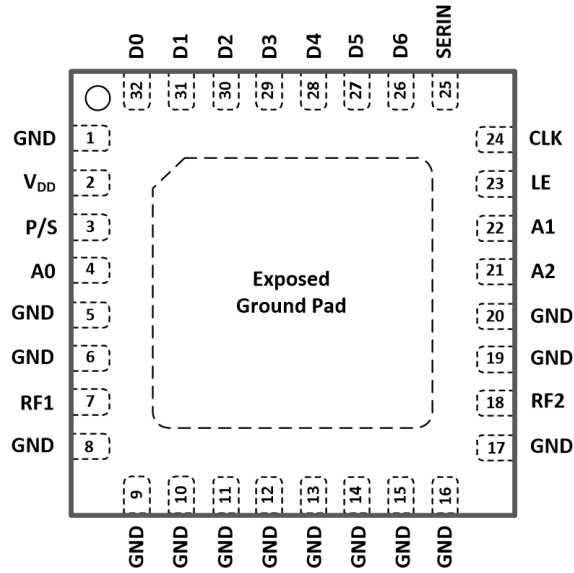 D0 D1 D2 D3 D4 D5 D6 SERIN
32 31 30 29 28 27 26 25
GND 1 24 CLK
VDD 2 23 LE
P/S 3 22 A1
A0 4 21 A2
GND 5 20 GND
GND 6 19 GND
RF1 7 18 RF2
GND 8 17 GND
Exposed
Ground Pad
9 10 11 12 13 14 15 16
GND GND GND GND GND GND GND GND